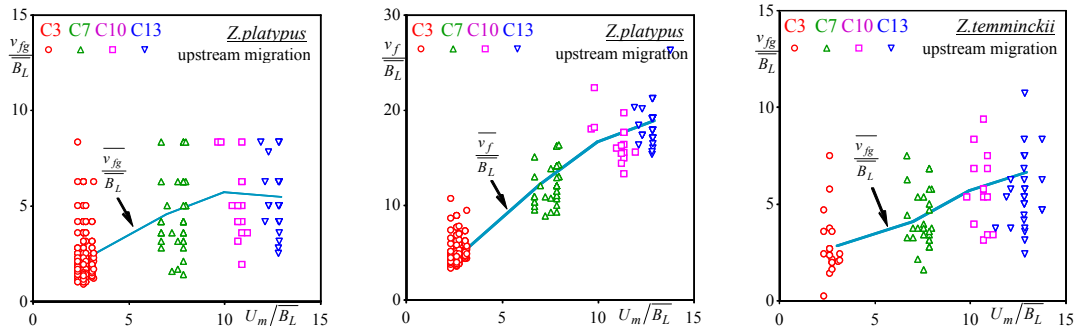 15
C3 C7 C10 C13
v_fg
B_L
Z.platypus
upstream migration
10
v_fg
B_L
5
0
0 5 10 15
U_m/B_L
30
C3 C7 C10 C13
v_f
B_L
Z.platypus
upstream migration
20
v_f
B_L
10
0
0 5 10 15
U_m/B_L
15
C3 C7 C10 C13
v_fg
B_L
Z.temminckii
upstream migration
10
v_fg
B_L
5
0
0 5 10 15
U_m/B_L